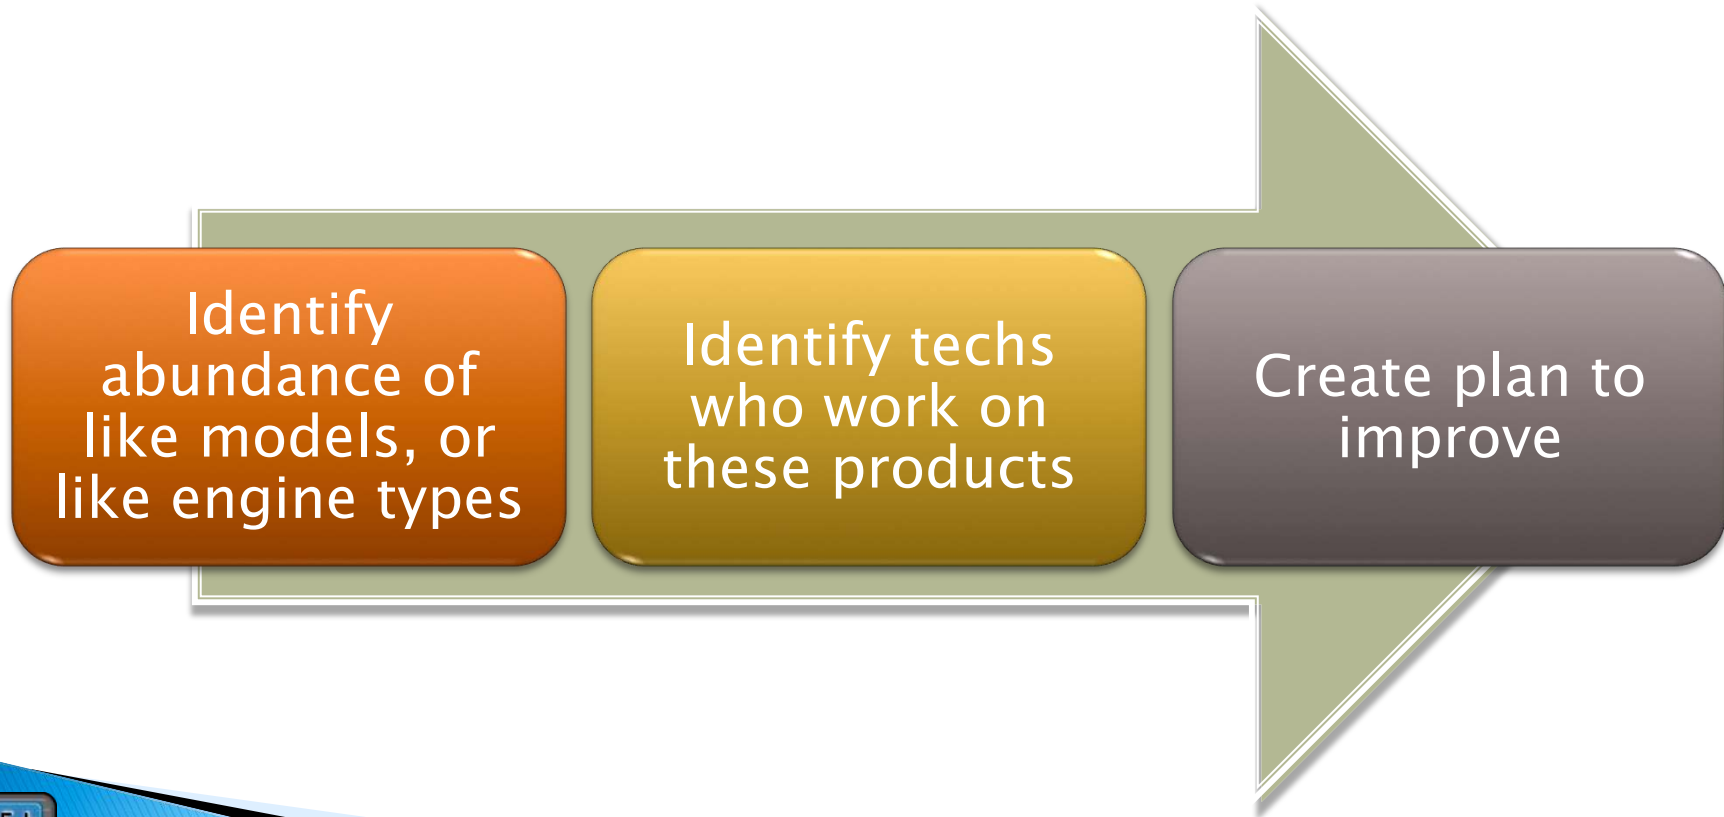 Identify
abundance of
like models, or
like engine types
Identify techs
who work on
these products
Create plan to
improve